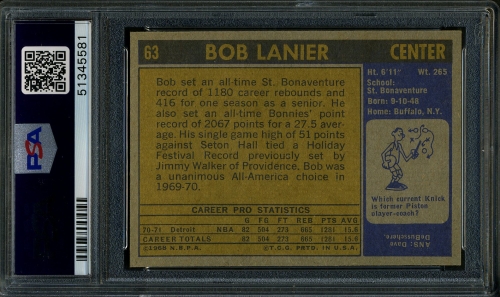 63 BOB LANIER CENTER
Bob set an all-time St. Bonaventure
record of 1180 career rebounds and
416 for one season as a senior. He
also set an all-time Bonnies' point
record of 2067 points for a 27.5 aver-
age. His single game high of 51 points
against Seton Hall tied a Holiday
Festival Record previously set by
Jimmy Walker of Providence. Bob was
a unanimous All-America choice in
1969-70.
CAREER PRO STATISTICS
G FG FT REB PTS AVG
70-71 Detroit NBA 82 504 273 665 1281 15.6
CAREER TOTALS 82 504 273 665 1281 15.6
©1968 N.B.P.A. ©T.C.G. PRTD. IN U.S.A.
Ht. 6'11" Wt. 265
School:
St. Bonaventure
Born: 9-10-48
Home: Buffalo, N.Y.
Which current Knick
is former Piston
player-coach?
ANS: Dave
DeBusschere
51345581
PSA